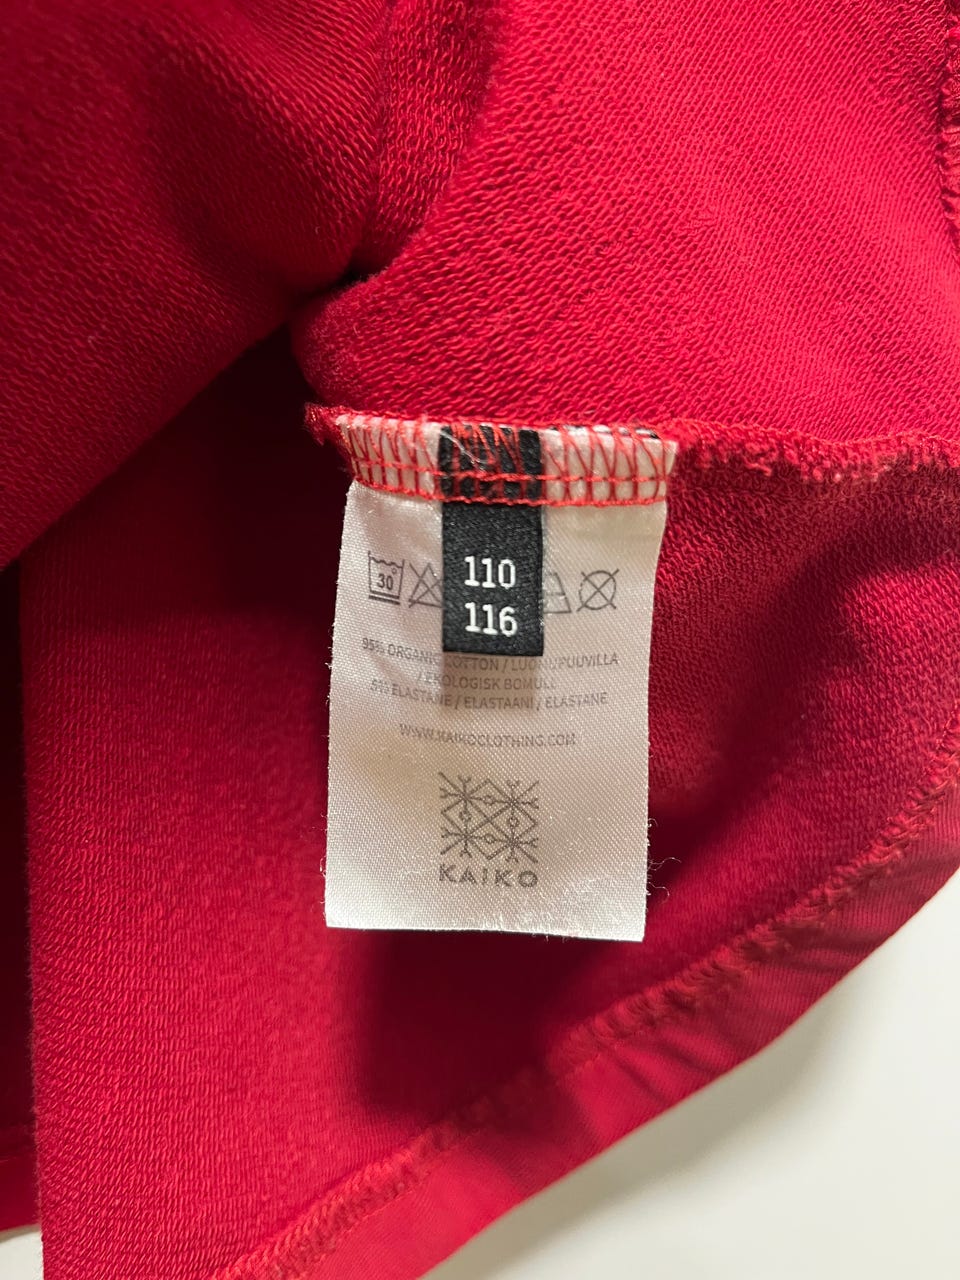 110
116
30
95% ORGANIC COTTON / LUOMUPUUVILLA
/ EKOLOGISK BOMULL
5% ELASTANE / ELASTAANI / ELASTANE
WWW.KAIKOCLOTHING.COM
KAIKO